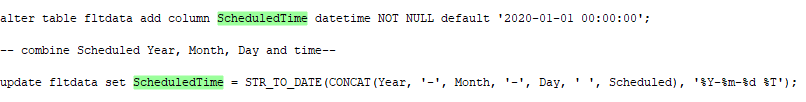 alter table fltdata add column ScheduledTime datetime NOT NULL default '2020-01-01 00:00:00';
-- combine Scheduled Year, Month, Day and time--
update fltdata set ScheduledTime = STR_TO_DATE(CONCAT(Year, '-', Month, '-', Day, ' ', Scheduled), '%Y-%m-%d %T');